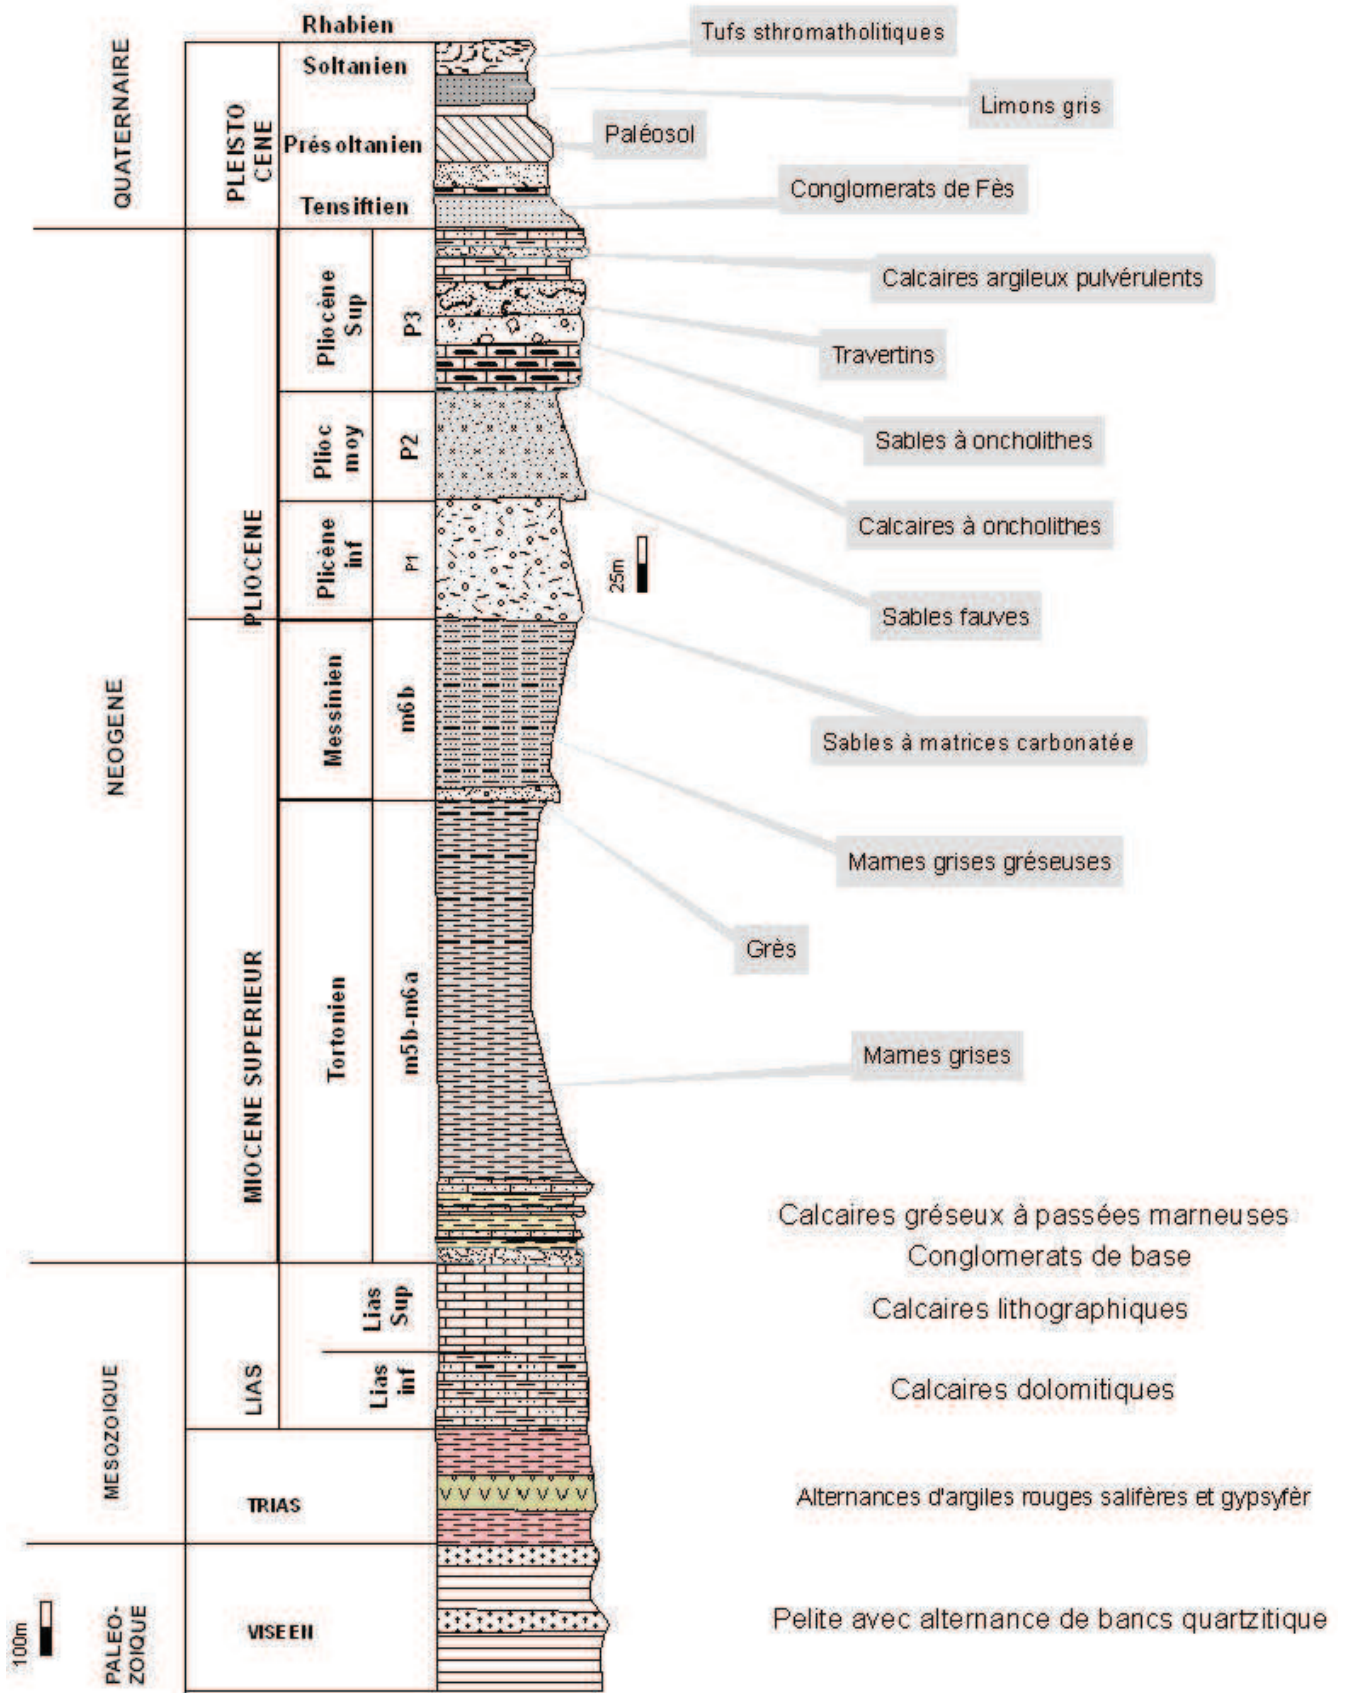 Rhabien
Tufs sthromatholitiques
QUATERNAIRE
PLEISTO
CENE
Soltanien
Limons gris
Présoltanien
Paléosol
Conglomerats de Fès
Tensiftien
NEOGENE
PLIOCENE
Pliocène
Sup
P3
Calcaires argileux pulvérulents
Travertins
Sables à oncholithes
Plioc
moy
P2
Calcaires à oncholithes
Plicène
inf
P1
25m
Sables fauves
MIOCENE SUPERIEUR
Messinien
m6b
Sables à matrices carbonatée
Marnes grises gréseuses
Grès
Tortonien
m5b-m6a
Marnes grises
Calcaires gréseux à passées marneuses
Conglomerats de base
MESOZOIQUE
LIAS
Lias
Sup
Calcaires lithographiques
Lias
inf
Calcaires dolomitiques
TRIAS
Alternances d'argiles rouges salifères et gypsyfèr
100m
PALEO-
ZOIQUE
VISEEN
Pelite avec alternance de bancs quartzitique